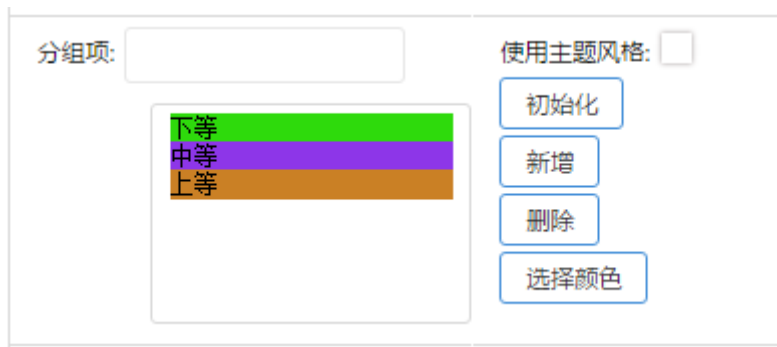 分组项:
使用主题风格:
初始化
下等
中等
上等
新增
删除
选择颜色